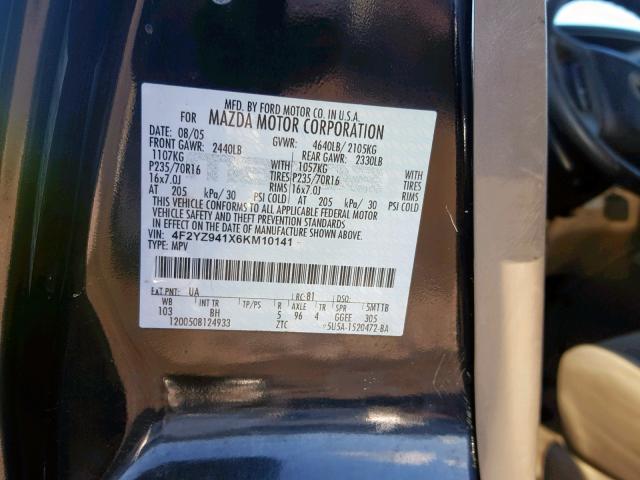 MFD. BY FORD MOTOR CO. IN U.S.A.
FOR MAZDA MOTOR CORPORATION
DATE: 08/05 GVWR: 4640LB/ 2105KG
FRONT GAWR: 2440LB REAR GAWR: 2330LB
1107KG WITH 1057KG WITH
P235/70R16 TIRES P235/70R16 TIRES
16x7.0J RIMS 16x7.0J RIMS
AT 205 kPa/ 30 PSI COLD AT 205 kPa/ 30 PSI COLD
THIS VEHICLE CONFORMS TO ALL APPLICABLE FEDERAL MOTOR
VEHICLE SAFETY AND THEFT PREVENTION STANDARDS
IN EFFECT ON THE DATE OF MANUFACTURE SHOWN ABOVE.
VIN: 4F2YZ941X6KM10141
TYPE: MPV
EXT PNT: UA RC: 81 DSO:
WB INT TR TP/PS R AXLE TR SPR 5MTTB
103 BH 5 96 4 GGEE 305
1200508124933 ZTC 5U5A-1520472-BA